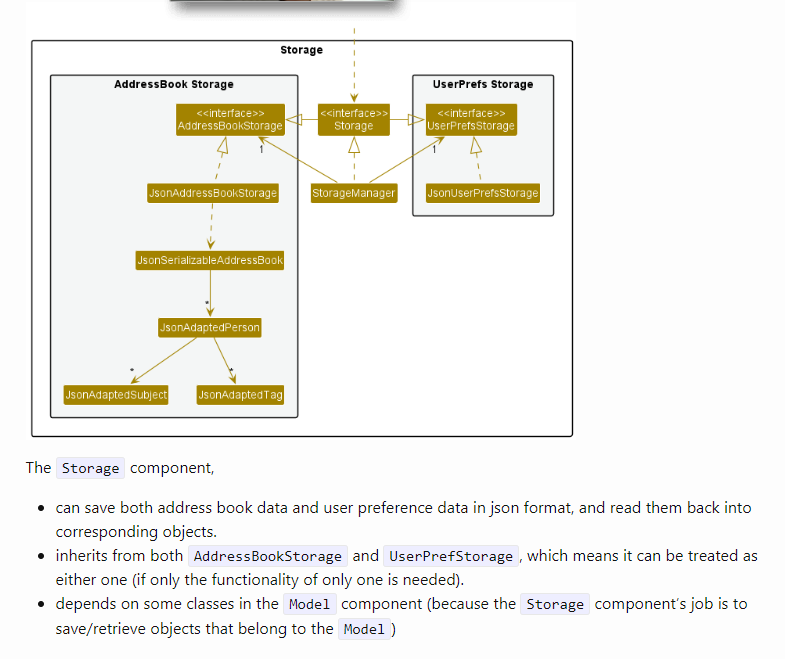 Storage
AddressBook Storage
UserPrefs Storage
<<interface>>
AddressBookStorage
<<interface>>
Storage
<<interface>>
UserPrefsStorage
1
1
JsonAddressBookStorage
StorageManager
JsonUserPrefsStorage
JsonSerializableAddressBook
*
JsonAdaptedPerson
*
*
JsonAdaptedSubject
JsonAdaptedTag
The Storage component,
• can save both address book data and user preference data in json format, and read them back into
corresponding objects.
• inherits from both AddressBookStorage and UserPrefStorage, which means it can be treated as
either one (if only the functionality of only one is needed).
• depends on some classes in the Model component (because the Storage component’s job is to
save/retrieve objects that belong to the Model)